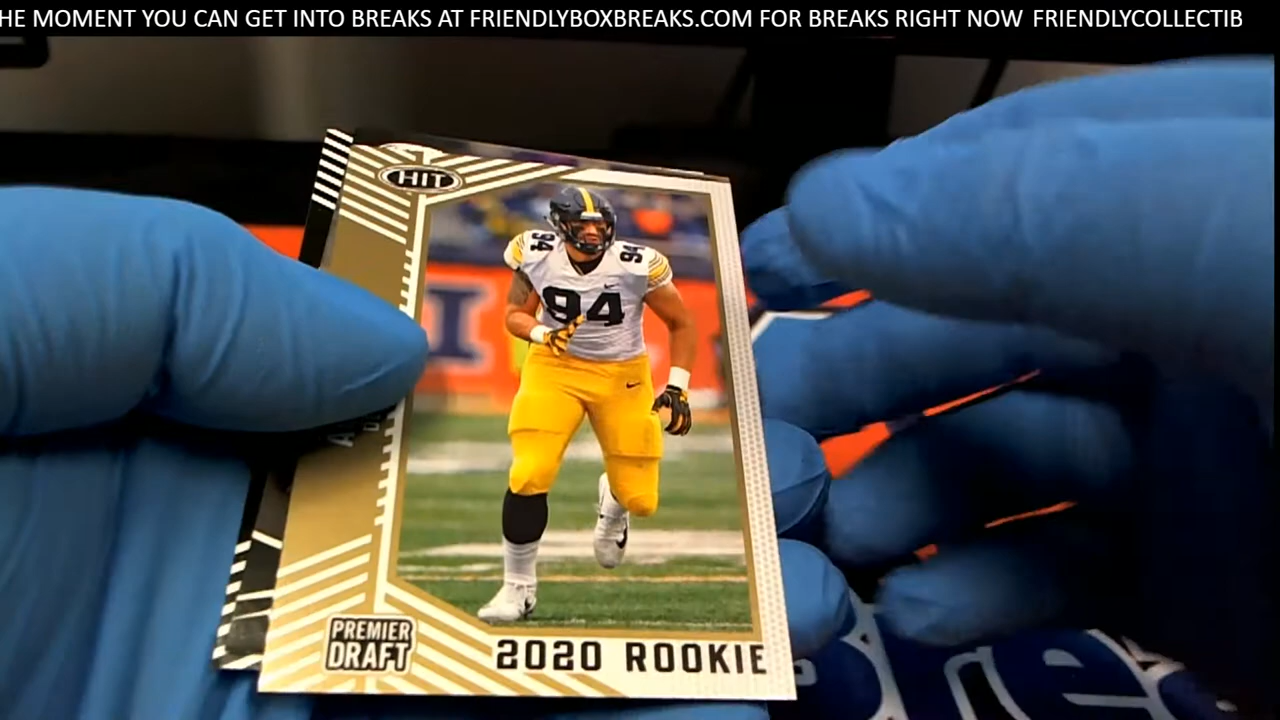 HE MOMENT YOU CAN GET INTO BREAKS AT FRIENDLYBOXBREAKS.COM FOR BREAKS RIGHT NOW FRIENDLYCOLLECTIB
HIT
94
94
94
I
PREMIER
DRAFT
2020 ROOKIE